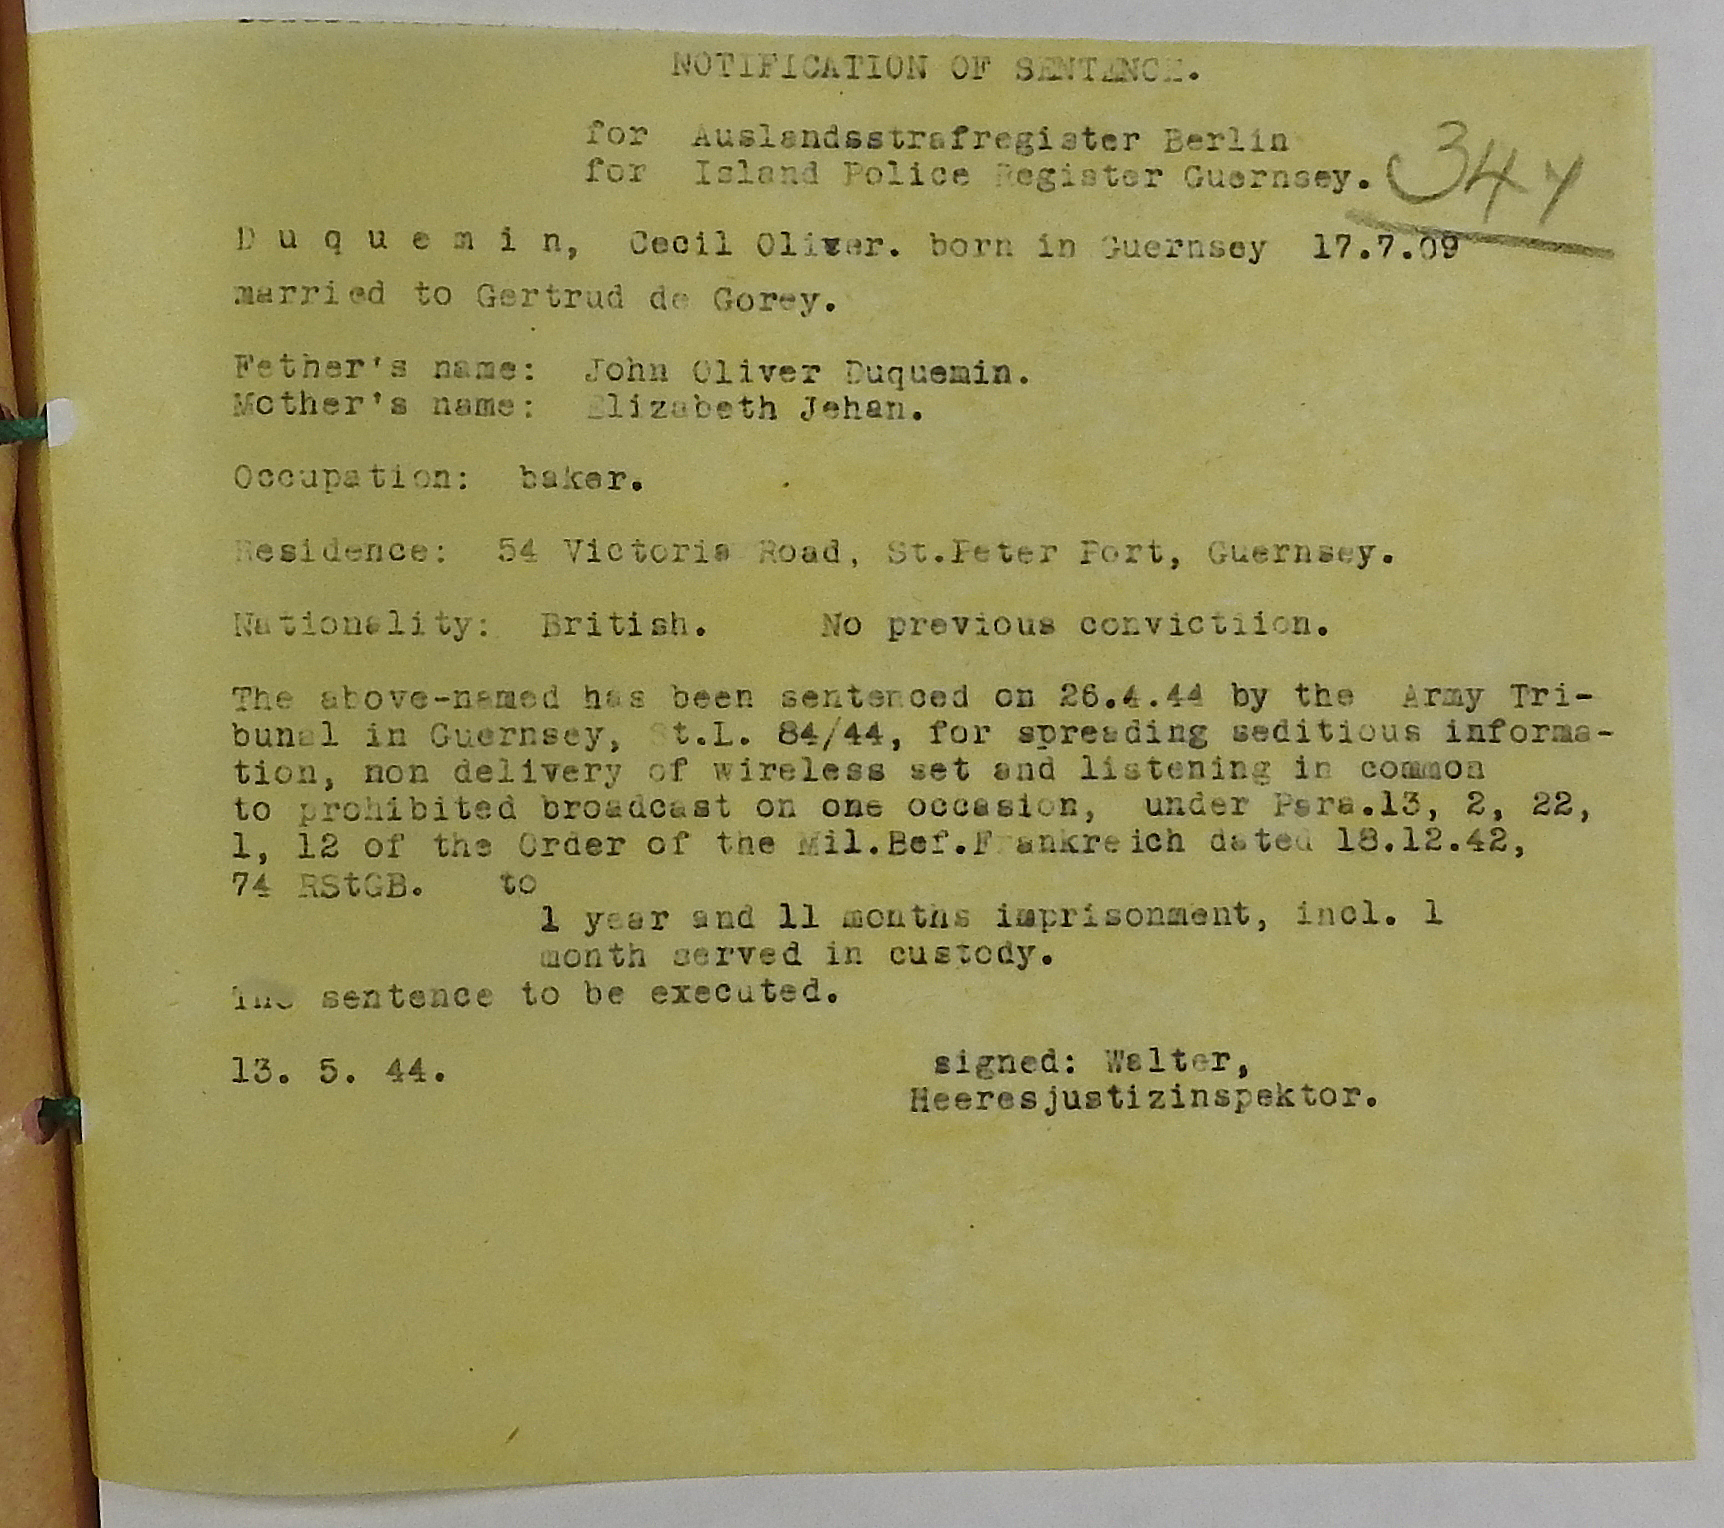 NOTIFICATION OF SENTENCE.
for Auslandsstrafregister Berlin
for Island Police Register Guernsey.
344
D u q u e m i n, Cecil Oliver. born in Guernsey 17.7.09
married to Gertrud de Gorey.
Father's name: John Oliver Duquemin.
Mother's name: Elizabeth Jehan.
Occupation: baker.
Residence: 54 Victoria Road, St.Peter Port, Guernsey.
Nationality: British. No previous convictiion.
The above-named has been sentenced on 26.4.44 by the Army Tri-
bunal in Guernsey, St.L. 84/44, for spreading seditious informa-
tion, non delivery of wireless set and listening in common
to prohibited broadcast on one occasion, under Para.13, 2, 22,
1, 12 of the Order of the Mil.Bef.Frankreich dated 18.12.42,
74 RStGB. to
1 year and 11 months imprisonment, incl. 1
month served in custody.
The sentence to be executed.
13. 5. 44.
signed: Walter,
Heeresjustizinspektor.